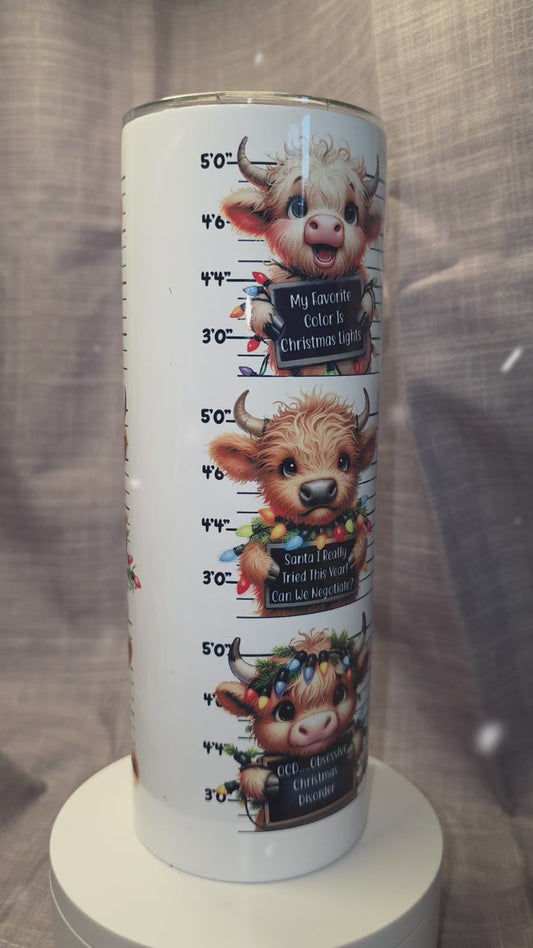 5'0"
4'6
4'4"
3'0"
My Favorite
Color Is
Christmas Lights
5'0"
4'6
4'4"
3'0"
Santa I Really
Tried This Year!
Can We Negotiate?
5'0"
4'4"
3'0"
OCD...Obsessive
Christmas
Disorder